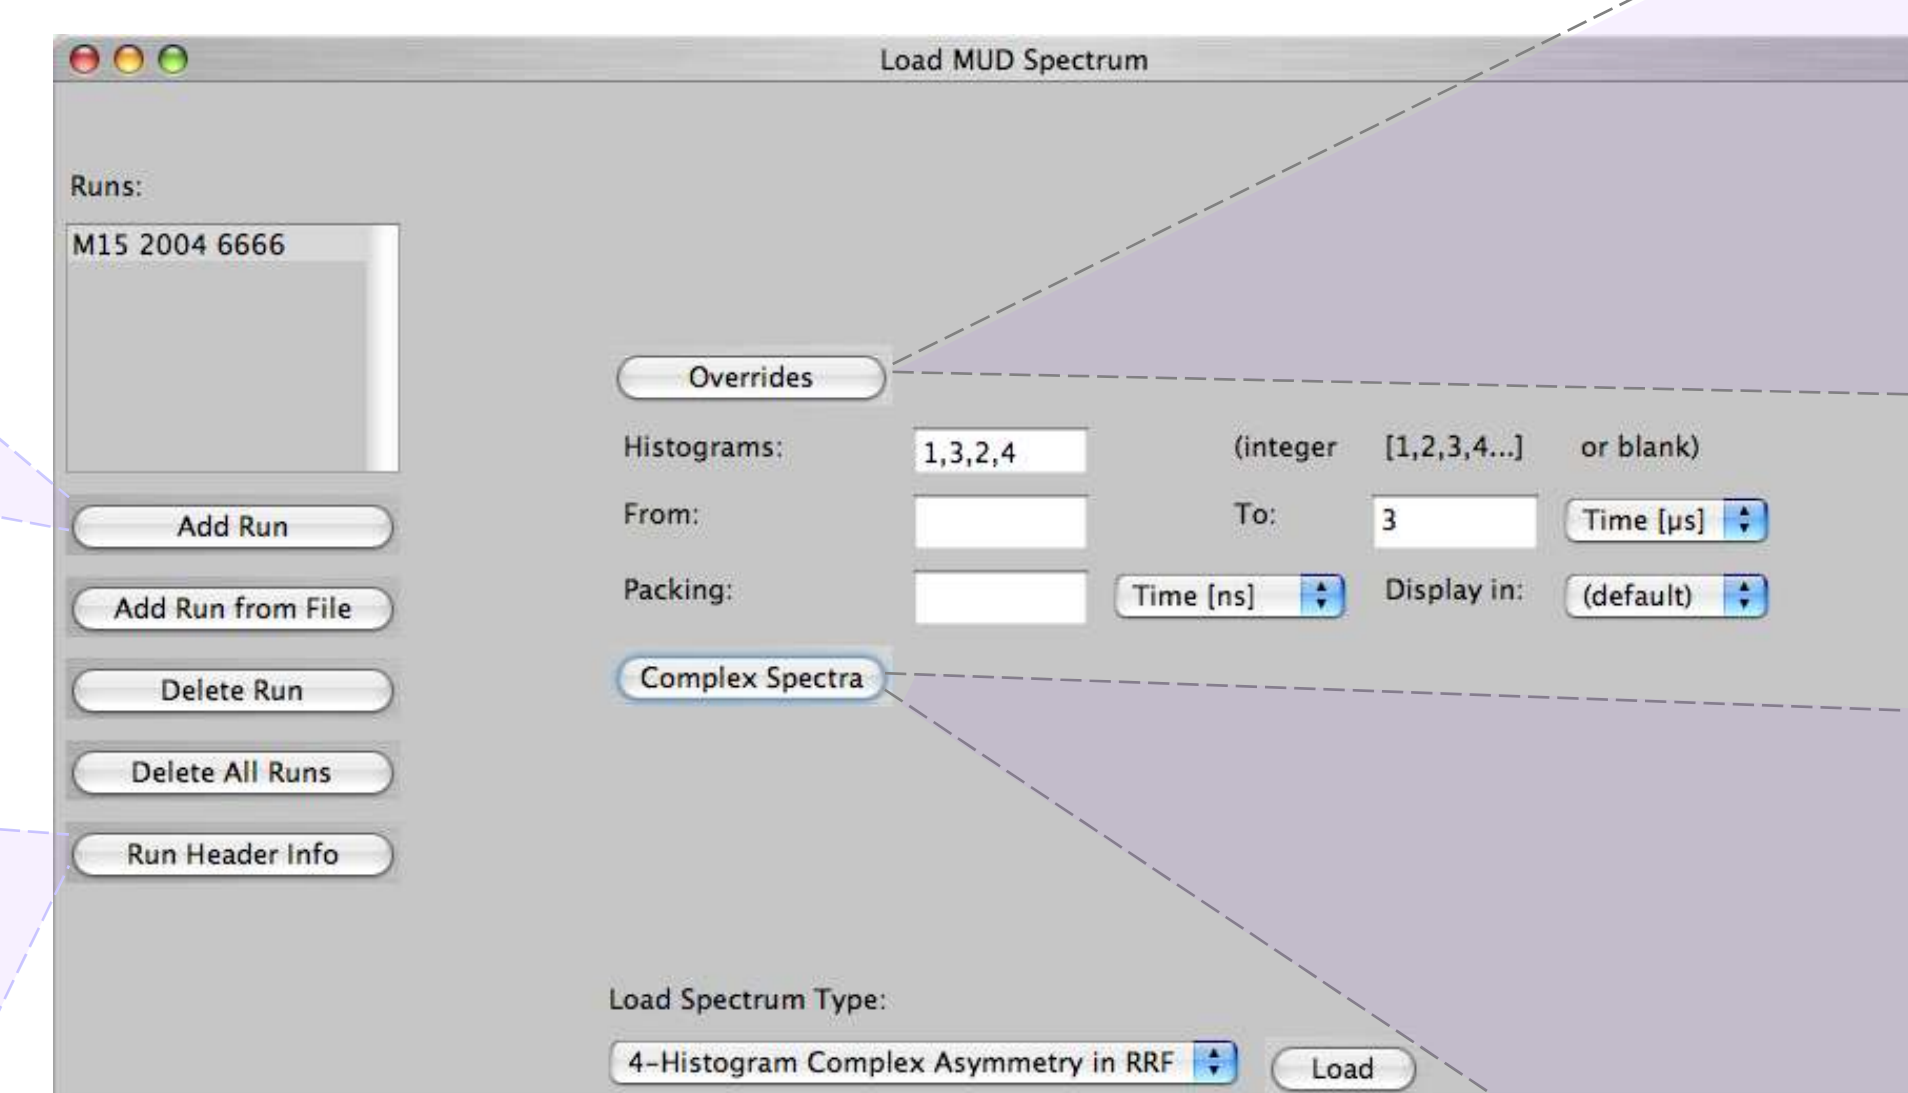 Load MUD Spectrum
Runs:
M15 2004 6666
Overrides
Histograms: 1,3,2,4 (integer [1,2,3,4...] or blank)
Add Run
From: To: 3 Time [µs]
Add Run from File
Packing: Time [ns] Display in: (default)
Delete Run
Complex Spectra
Delete All Runs
Run Header Info
Load Spectrum Type:
4-Histogram Complex Asymmetry in RRF Load